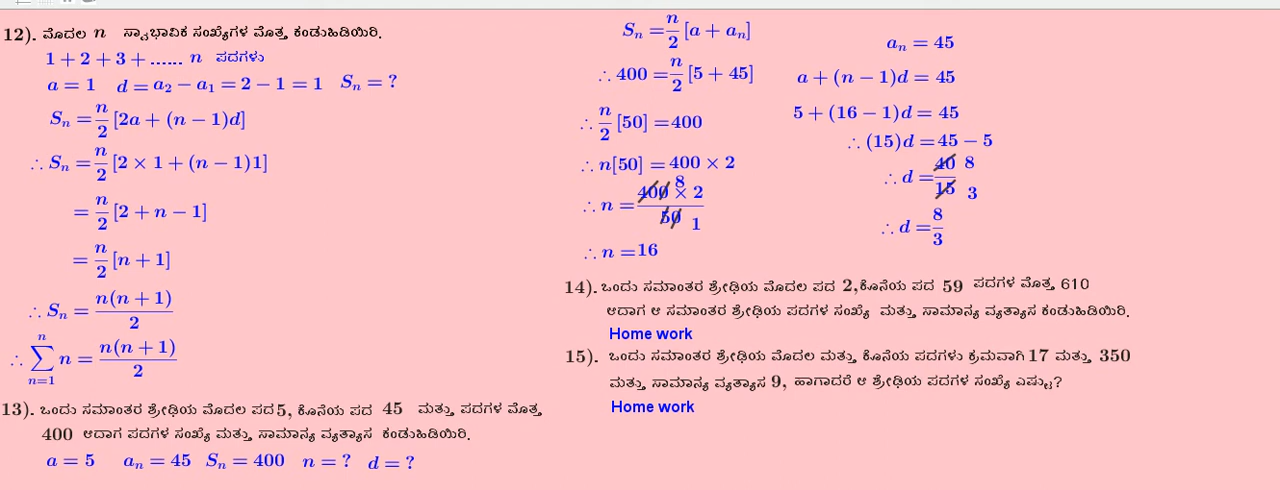 12). ಮೊದಲ n ಸ್ವಾಭಾವಿಕ ಸಂಖ್ಯೆಗಳ ಮೊತ್ತ ಕಂಡುಹಿಡಿಯಿರಿ.
1 + 2 + 3 + ...... n ಪದಗಳು
a = 1 d = a₂ − a₁ = 2 − 1 = 1 Sₙ = ?
Sₙ = n/2 [2a + (n − 1)d]
∴ Sₙ = n/2 [2 × 1 + (n − 1)1]
= n/2 [2 + n − 1]
= n/2 [n + 1]
∴ Sₙ = n(n + 1)/2
∴ ∑ₙ₌₁ⁿ n = n(n + 1)/2
13). ಒಂದು ಸಮಾಂತರ ಶ್ರೇಢಿಯ ಮೊದಲ ಪದ 5, ಕೊನೆಯ ಪದ 45 ಮತ್ತು ಪದಗಳ ಮೊತ್ತ
400 ಆದಾಗ ಪದಗಳ ಸಂಖ್ಯೆ ಮತ್ತು ಸಾಮಾನ್ಯ ವ್ಯತ್ಯಾಸ ಕಂಡುಹಿಡಿಯಿರಿ.
a = 5 aₙ = 45 Sₙ = 400 n = ? d = ?
Sₙ = n/2 [a + aₙ]
∴ 400 = n/2 [5 + 45]
∴ n/2 [50] = 400
∴ n[50] = 400 × 2
8
∴ n = 400 × 2/50 1
∴ n = 16
aₙ = 45
a + (n − 1)d = 45
5 + (16 − 1)d = 45
∴ (15)d = 45 − 5
∴ d = 40/15 8 3
∴ d = 8/3
14). ಒಂದು ಸಮಾಂತರ ಶ್ರೇಢಿಯ ಮೊದಲ ಪದ 2, ಕೊನೆಯ ಪದ 59 ಪದಗಳ ಮೊತ್ತ 610
ಆದಾಗ ಆ ಸಮಾಂತರ ಶ್ರೇಢಿಯ ಪದಗಳ ಸಂಖ್ಯೆ ಮತ್ತು ಸಾಮಾನ್ಯ ವ್ಯತ್ಯಾಸ ಕಂಡುಹಿಡಿಯಿರಿ.
Home work
15). ಒಂದು ಸಮಾಂತರ ಶ್ರೇಢಿಯ ಮೊದಲ ಮತ್ತು ಕೊನೆಯ ಪದಗಳು ಕ್ರಮವಾಗಿ 17 ಮತ್ತು 350
ಮತ್ತು ಸಾಮಾನ್ಯ ವ್ಯತ್ಯಾಸ 9, ಹಾಗಾದರೆ ಆ ಶ್ರೇಢಿಯ ಪದಗಳ ಸಂಖ್ಯೆ ಎಷ್ಟು?
Home work